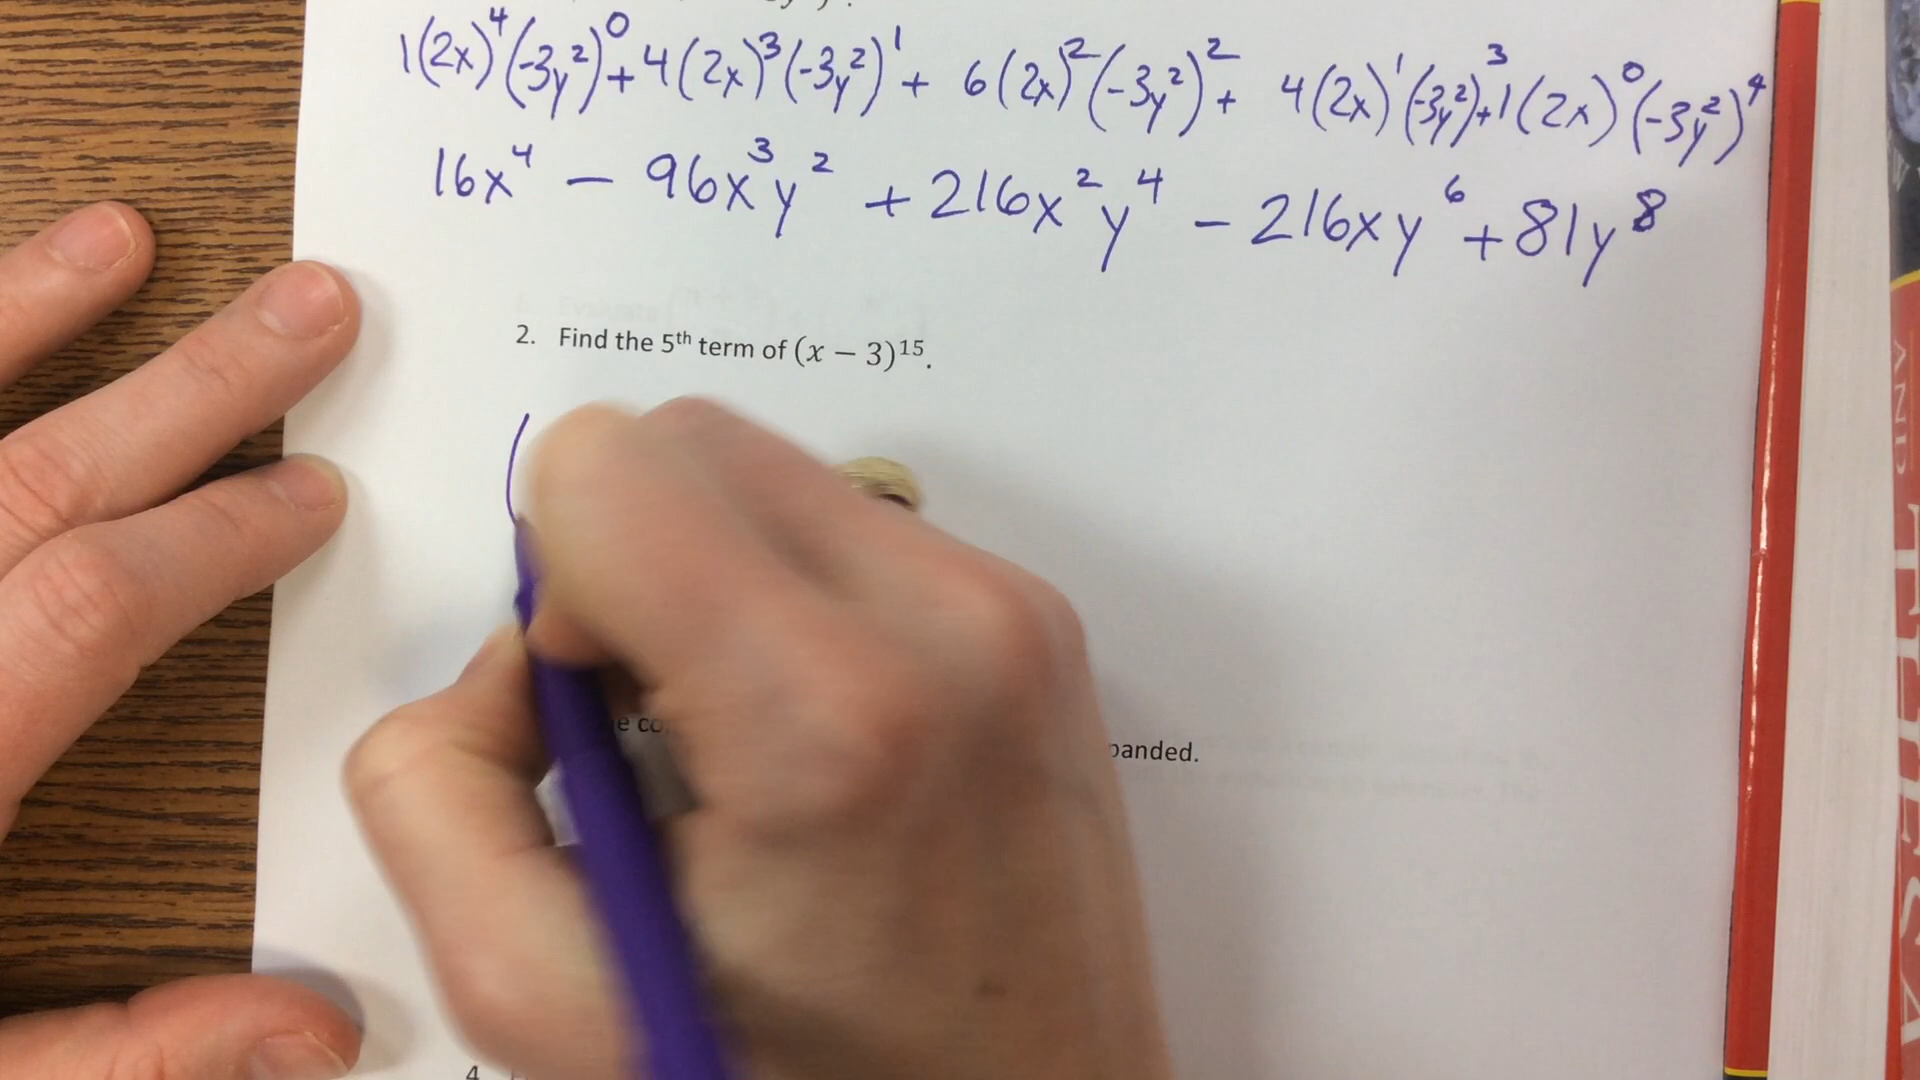 1(2x)⁴(-3y²)⁰+4(2x)³(-3y²)¹+ 6(2x)²(-3y²)²+ 4(2x)¹(-3y²)³+1(2x)⁰(-3y²)⁴
16x⁴ - 96x³y² + 216x²y⁴ - 216xy⁶ + 81y⁸
2. Find the 5ᵗʰ term of (x − 3)¹⁵.
(
panded.
4
AND